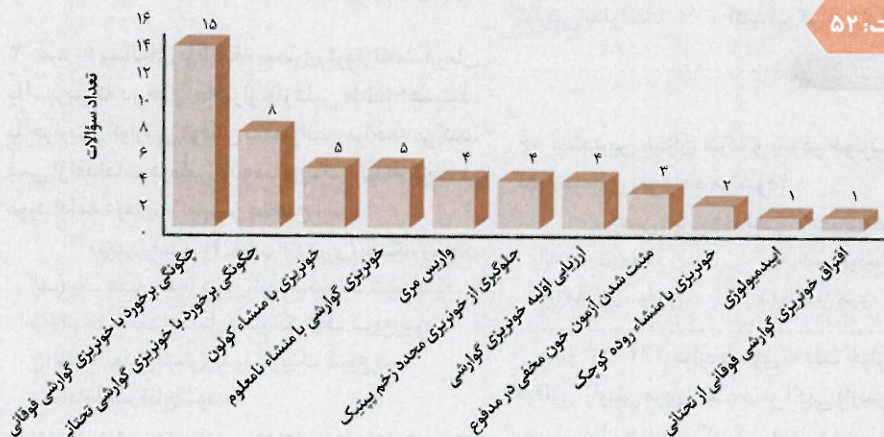 ت: ۵۲
تعداد سؤالات
۱۶
۱۴
۱۲
۱۰
۸
۶
۴
۲
۰
۱۵
۸
۵
۵
۴
۴
۴
۳
۲
۱
۱
چگونگی برخورد با خونریزی گوارشی فوقانی
چگونگی برخورد با خونریزی گوارشی تحتانی
خونریزی با منشاء کولون
خونریزی گوارشی با منشاء نامعلوم
واریس مری
جلوگیری از خونریزی مجدد زخم پپتیک
ارزیابی اوّلیه خونریزی گوارشی
مثبت شدن آزمون خون مخفی در مدفوع
خونریزی با منشاء روده کوچک
اپیدمیولوژی
افتراق خونریزی گوارشی فوقانی از تحتانی